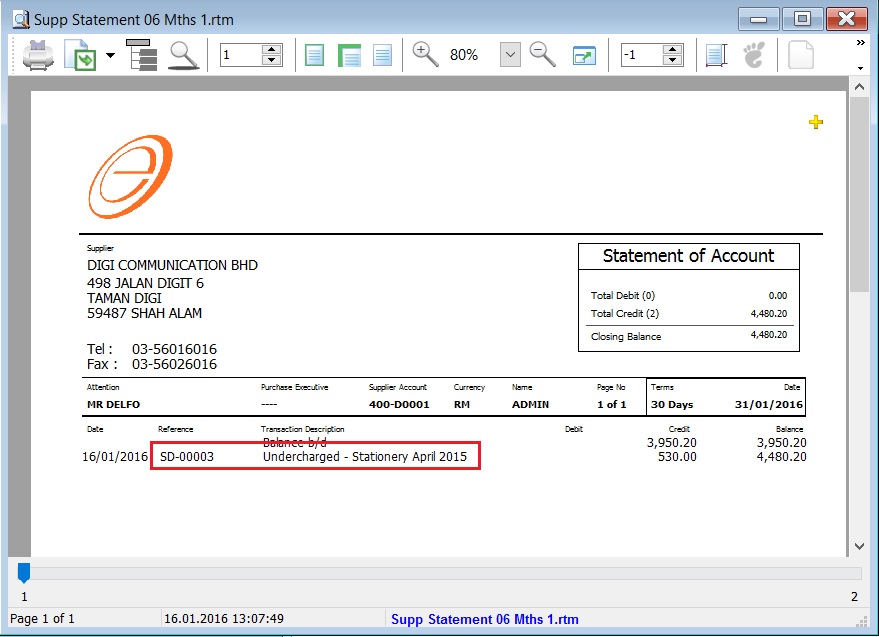 Supp Statement 06 Mths 1.rtm
1 80% -1 »
Supplier
DIGI COMMUNICATION BHD
498 JALAN DIGIT 6
TAMAN DIGI
59487 SHAH ALAM
Tel : 03-56016016
Fax : 03-56026016
Statement of Account
Total Debit (0) 0.00
Total Credit (2) 4,480.20
Closing Balance 4,480.20
Attention Purchase Executive Supplier Account Currency Name Page No Terms Date
MR DELFO ---- 400-D0001 RM ADMIN 1 of 1 30 Days 31/01/2016
Date Reference Transaction Description Debit Credit Balance
Balance b/d 3,950.20 3,950.20
16/01/2016 SD-00003 Undercharged - Stationery April 2015 530.00 4,480.20
1 2
Page 1 of 1 16.01.2016 13:07:49 Supp Statement 06 Mths 1.rtm